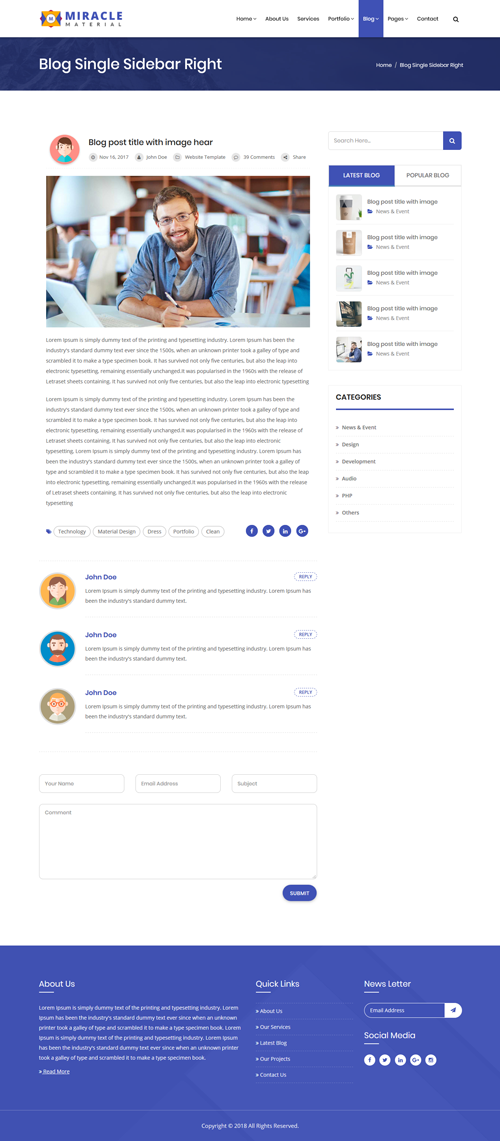 MIRACLE
MATERIAL
Home
About Us
Services
Portfolio
Blog
Pages
Contact
Blog Single Sidebar Right
Home / Blog Single Sidebar Right
Blog post title with image hear
Nov 16, 2017
John Doe
Website Template
39 Comments
Share
Lorem Ipsum is simply dummy text of the printing and typesetting industry. Lorem Ipsum has been the
industry's standard dummy text ever since the 1500s, when an unknown printer took a galley of type and
scrambled it to make a type specimen book. It has survived not only five centuries, but also the leap into
electronic typesetting, remaining essentially unchanged.It was popularised in the 1960s with the release of
Letraset sheets containing. It has survived not only five centuries, but also the leap into electronic typesetting
Lorem Ipsum is simply dummy text of the printing and typesetting industry. Lorem Ipsum has been the
industry's standard dummy text ever since the 1500s, when an unknown printer took a galley of type and
scrambled it to make a type specimen book. It has survived not only five centuries, but also the leap into
electronic typesetting, remaining essentially unchanged.It was popularised in the 1960s with the release of
Letraset sheets containing. It has survived not only five centuries, but also the leap into electronic
typesetting. Lorem Ipsum is simply dummy text of the printing and typesetting industry. Lorem Ipsum has
been the industry's standard dummy text ever since the 1500s, when an unknown printer took a galley of
type and scrambled it to make a type specimen book. It has survived not only five centuries, but also the leap
into electronic typesetting, remaining essentially unchanged.It was popularised in the 1960s with the release
of Letraset sheets containing. It has survived not only five centuries, but also the leap into electronic
typesetting
Technology
Material Design
Dress
Portfolio
Clean
John Doe
REPLY
Lorem Ipsum is simply dummy text of the printing and typesetting industry. Lorem Ipsum has
been the industry's standard dummy text.
John Doe
REPLY
Lorem Ipsum is simply dummy text of the printing and typesetting industry. Lorem Ipsum has
been the industry's standard dummy text.
John Doe
REPLY
Lorem Ipsum is simply dummy text of the printing and typesetting industry. Lorem Ipsum has
been the industry's standard dummy text.
Your Name
Email Address
Subject
Comment
SUBMIT
Search Here...
LATEST BLOG
POPULAR BLOG
Blog post title with image
News & Event
Blog post title with image
News & Event
Blog post title with image
News & Event
Blog post title with image
News & Event
Blog post title with image
News & Event
CATEGORIES
» News & Event
» Design
» Development
» Audio
» PHP
» Others
About Us
Lorem Ipsum is simply dummy text of the printing and typesetting industry. Lorem Ipsum has
been the industry's standard dummy text ever since when an unknown
printer took a galley of type and scrambled it to make a type specimen book.
Lorem Ipsum is simply dummy text of the printing and typesetting industry. Lorem Ipsum
has been the industry's standard dummy text ever since when an unknown printer took a
galley of type and scrambled it to make a type specimen book.
» Read More
Quick Links
» About Us
» Our Services
» Latest Blog
» Our Projects
» Contact Us
News Letter
Email Address
Social Media
Copyright © 2018 All Rights Reserved.